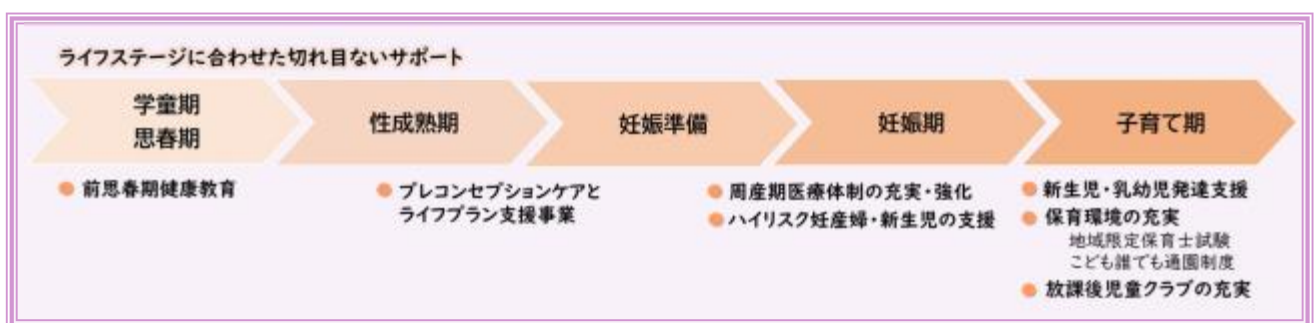 ライフステージに合わせた切れ目ないサポート
学童期
思春期
性成熟期
妊娠準備
妊娠期
子育て期
● 前思春期健康教育
● プレコンセプションケアと
ライフプラン支援事業
● 周産期医療体制の充実・強化
● ハイリスク妊産婦・新生児の支援
● 新生児・乳幼児発達支援
● 保育環境の充実
地域限定保育士試験
こども誰でも通園制度
● 放課後児童クラブの充実